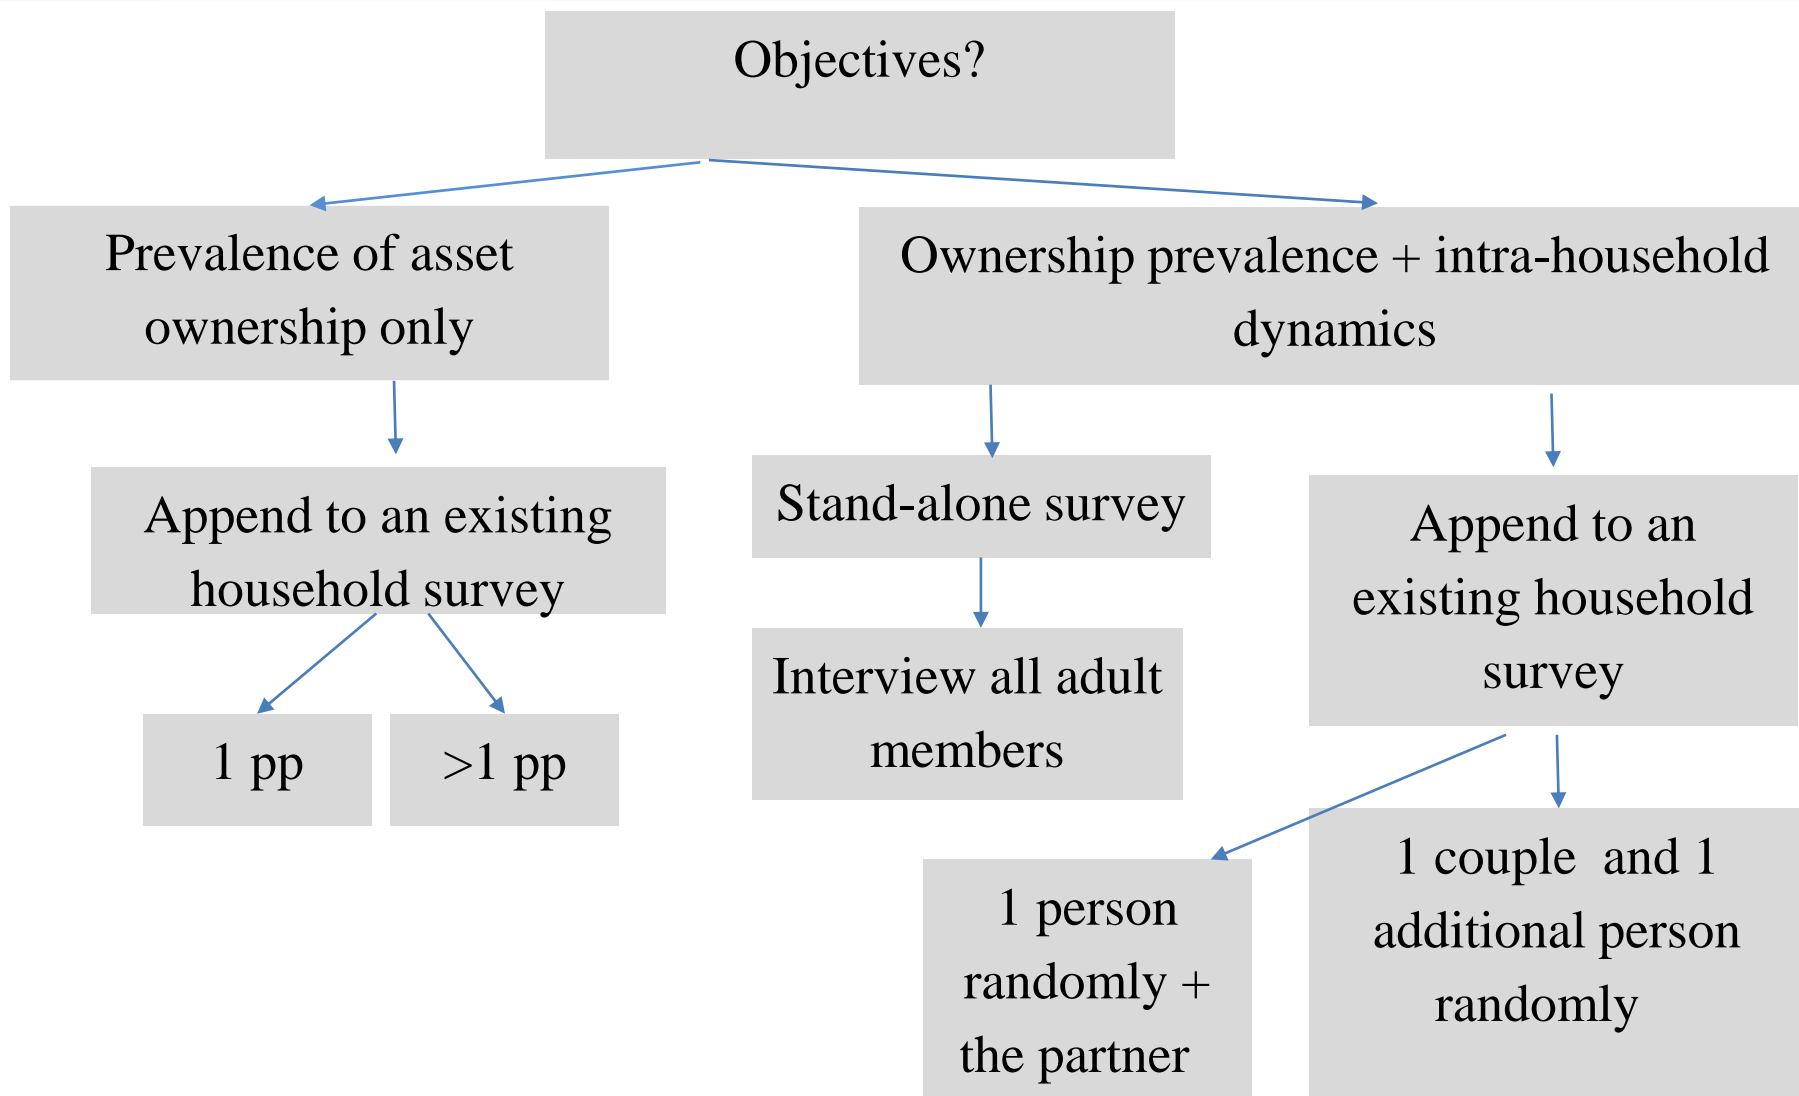 Objectives?
Prevalence of asset
ownership only
Ownership prevalence + intra-household
dynamics
Append to an existing
household survey
1 pp
>1 pp
Stand-alone survey
Interview all adult
members
Append to an
existing household
survey
1 person
randomly +
the partner
1 couple and 1
additional person
randomly